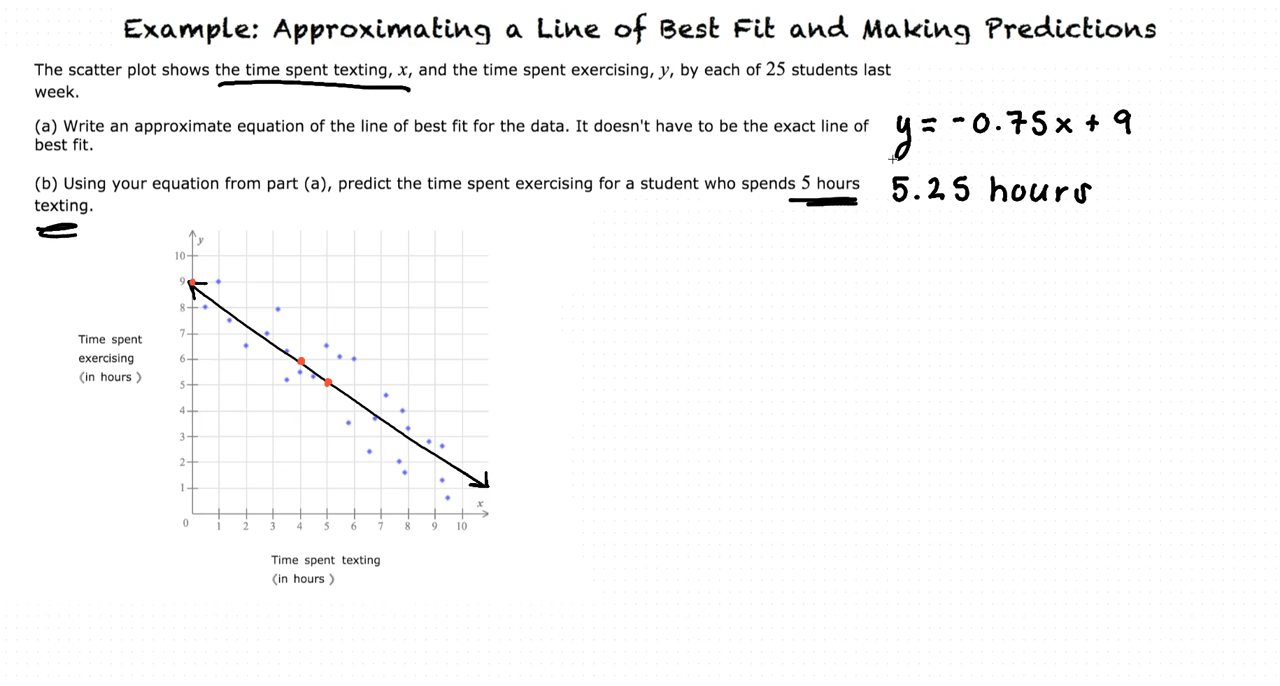 Example: Approximating a Line of Best Fit and Making Predictions
The scatter plot shows the time spent texting, x, and the time spent exercising, y, by each of 25 students last
week.
(a) Write an approximate equation of the line of best fit for the data. It doesn't have to be the exact line of
best fit.
y = -0.75x + 9
(b) Using your equation from part (a), predict the time spent exercising for a student who spends 5 hours
texting.
5.25 hours
y
10
9
8
7
6
5
4
3
2
1
Time spent
exercising
(in hours )
x
0 1 2 3 4 5 6 7 8 9 10
Time spent texting
(in hours )